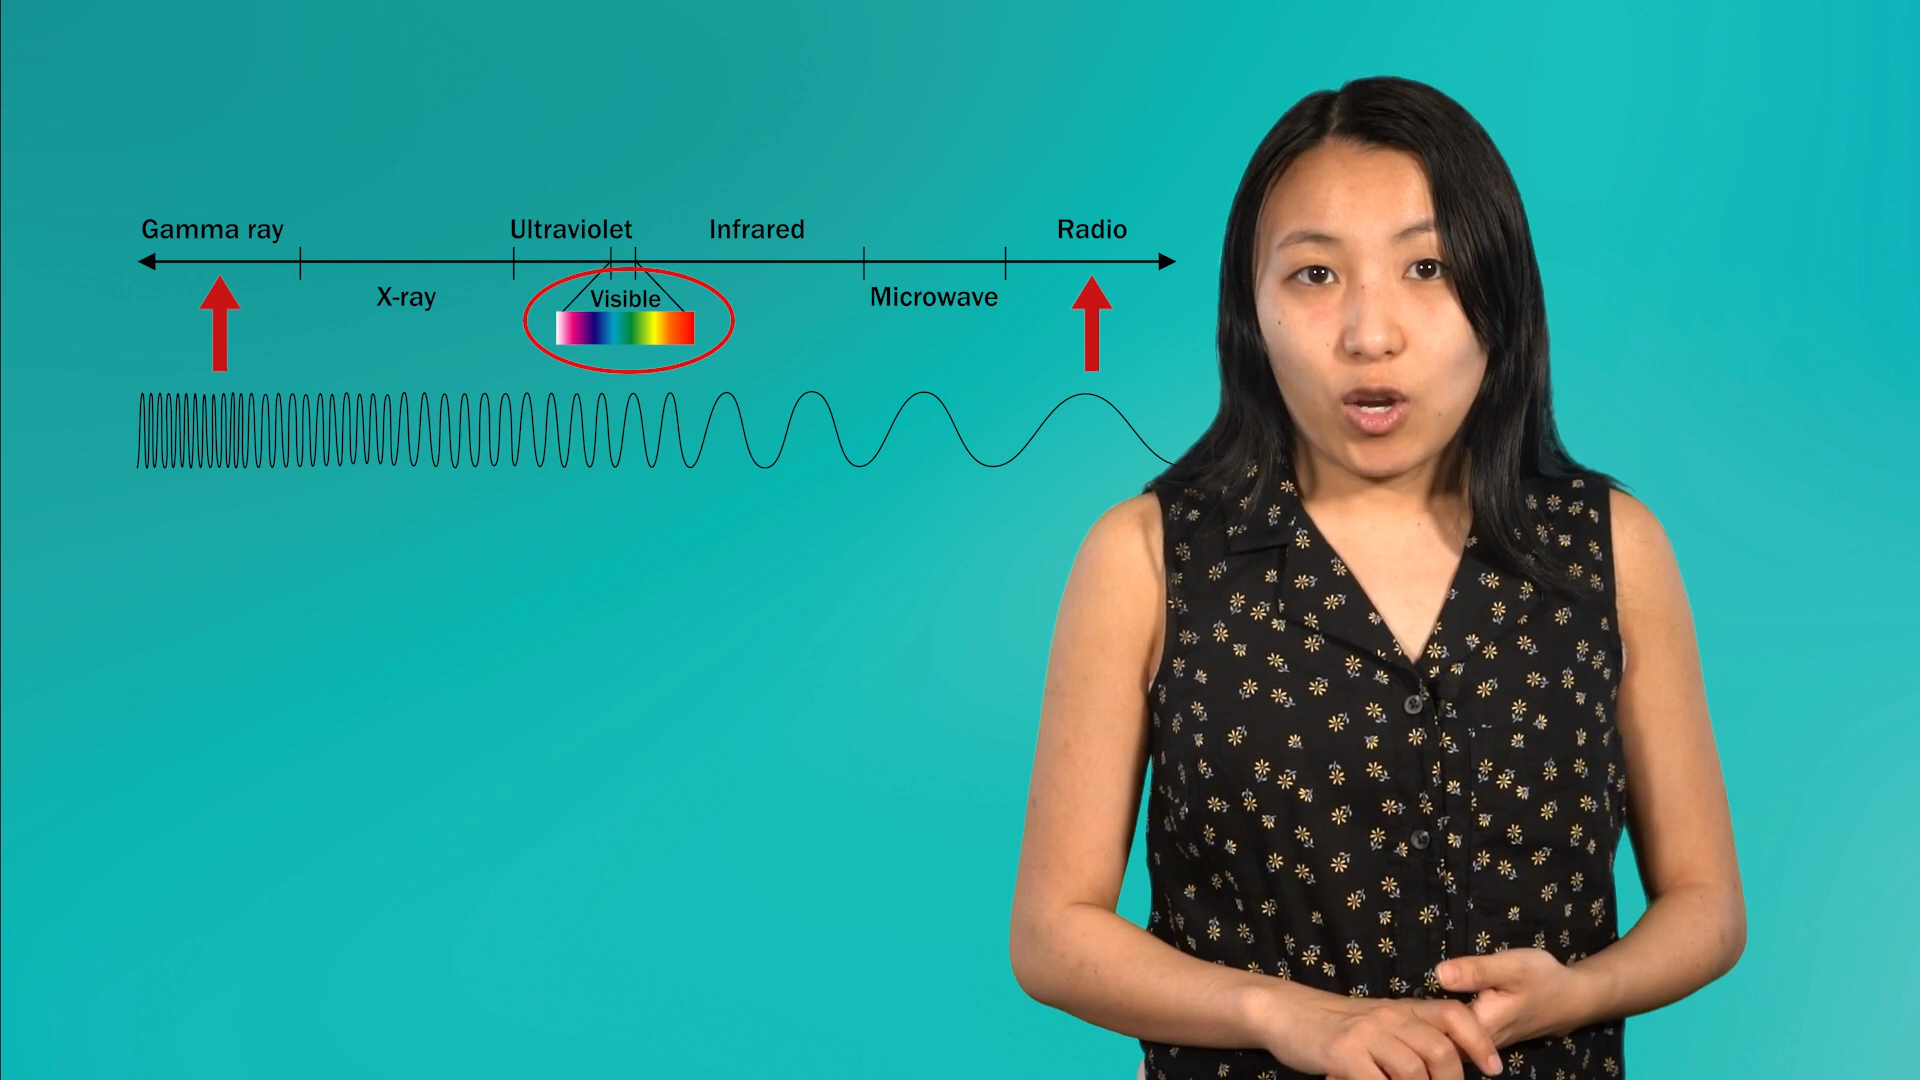 Gamma ray
Ultraviolet
Infrared
Radio
X-ray
Visible
Microwave